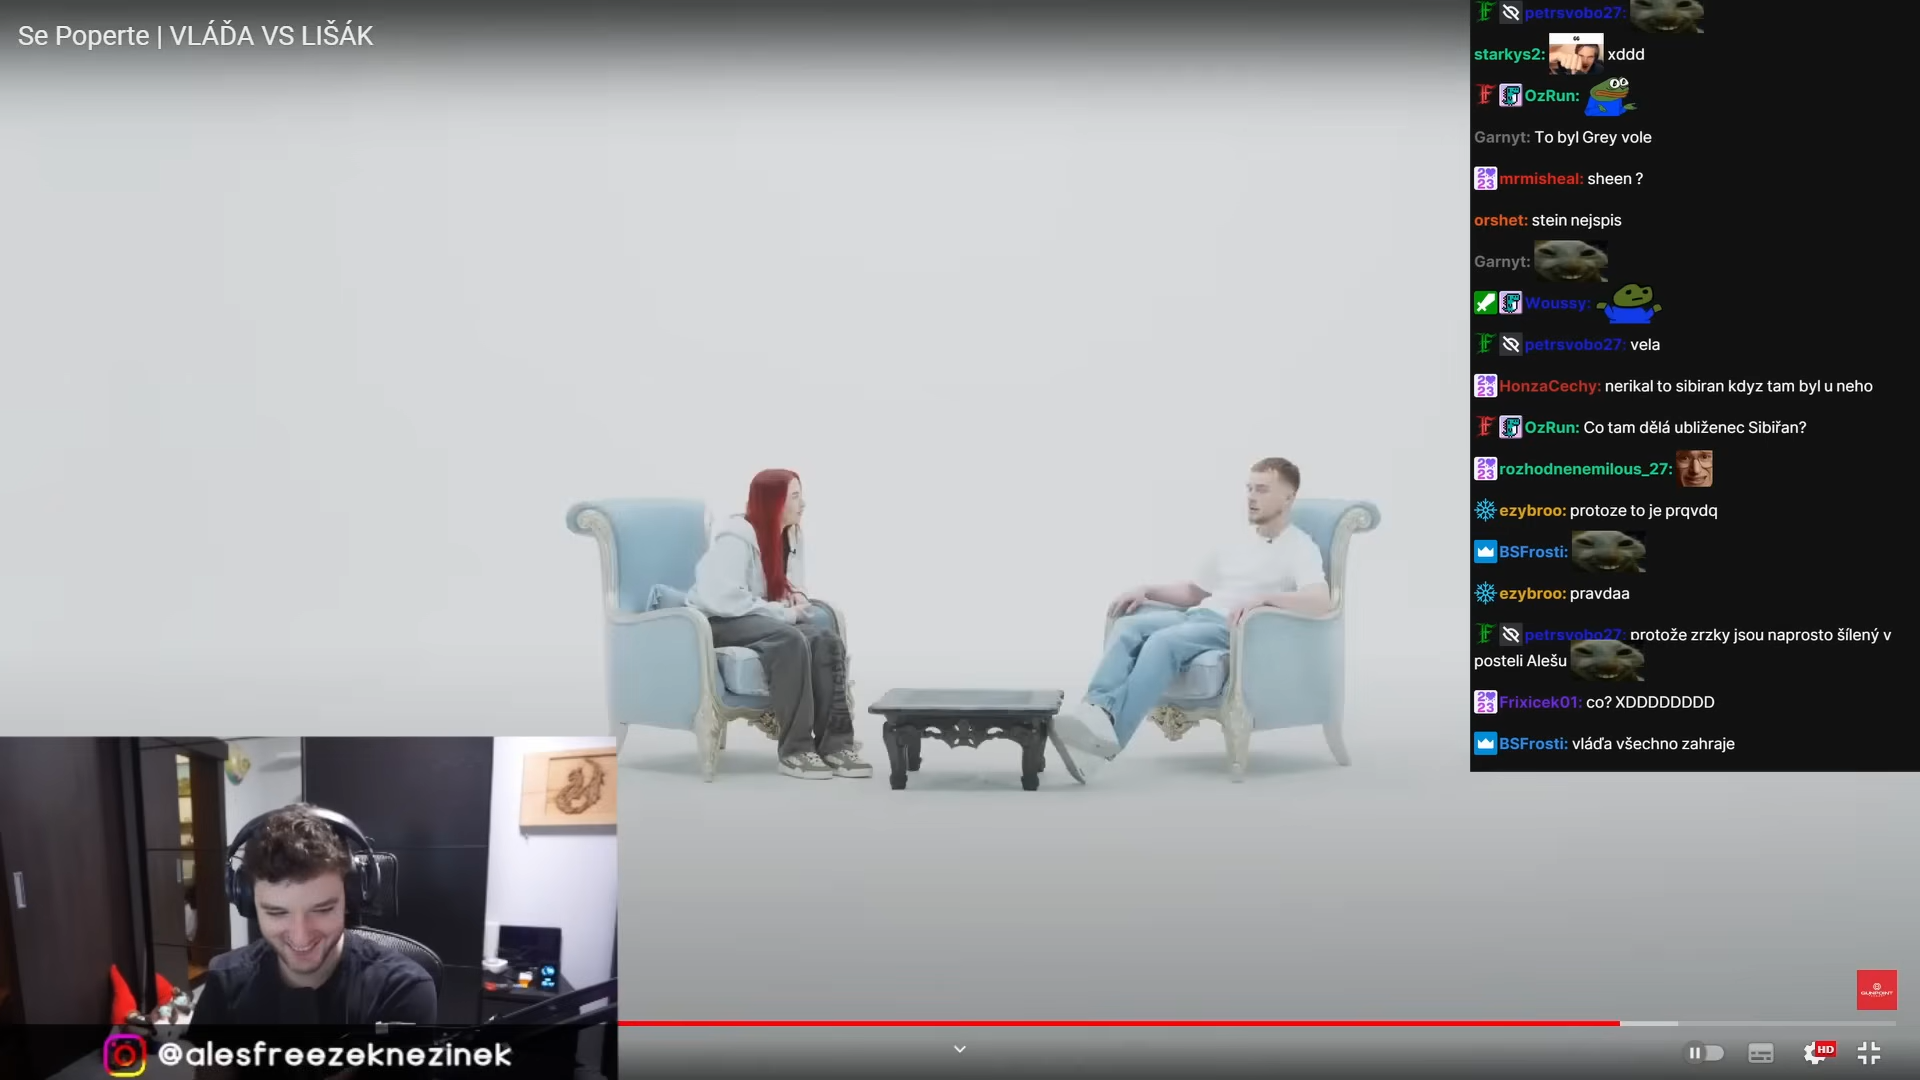 Se Poperte | VLÁĎA VS LIŠÁK
petrsvobo27:
starkys2: xddd
OzRun:
Garnyt: To byl Grey vole
mrmisheal: sheen ?
orshet: stein nejspis
Garnyt:
Woussy:
petrsvobo27: vela
HonzaCechy: nerikal to sibiran kdyz tam byl u neho
OzRun: Co tam dělá ubliženec Sibiřan?
rozhodnenemilous_27:
ezybroo: protoze to je prqvdq
BSFrosti:
ezybroo: pravdaa
petrsvobo27: protože zrzky jsou naprosto šílený v
posteli Alešu
Frixicek01: co? XDDDDDDDD
BSFrosti: vláďa všechno zahraje
GUNPOINT
@alesfreezeknezinek
HD